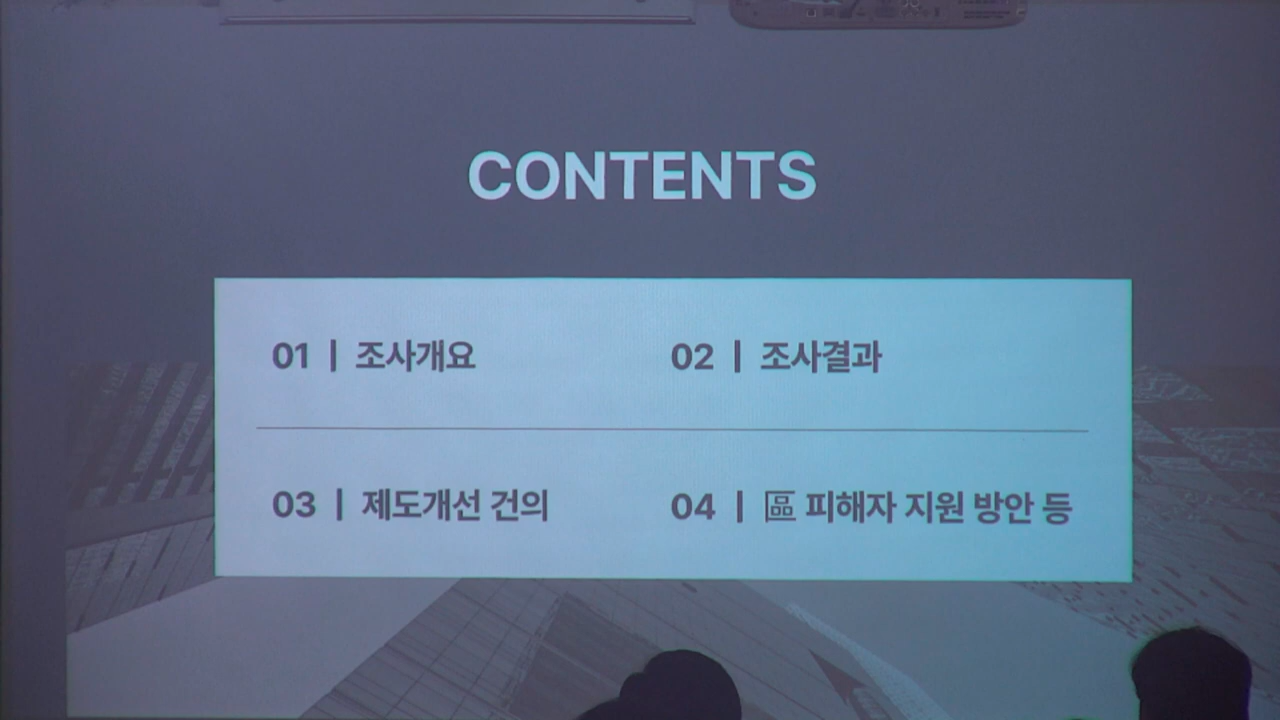 CONTENTS
01 | 조사개요
02 | 조사결과
03 | 제도개선 건의
04 | 區 피해자 지원 방안 등